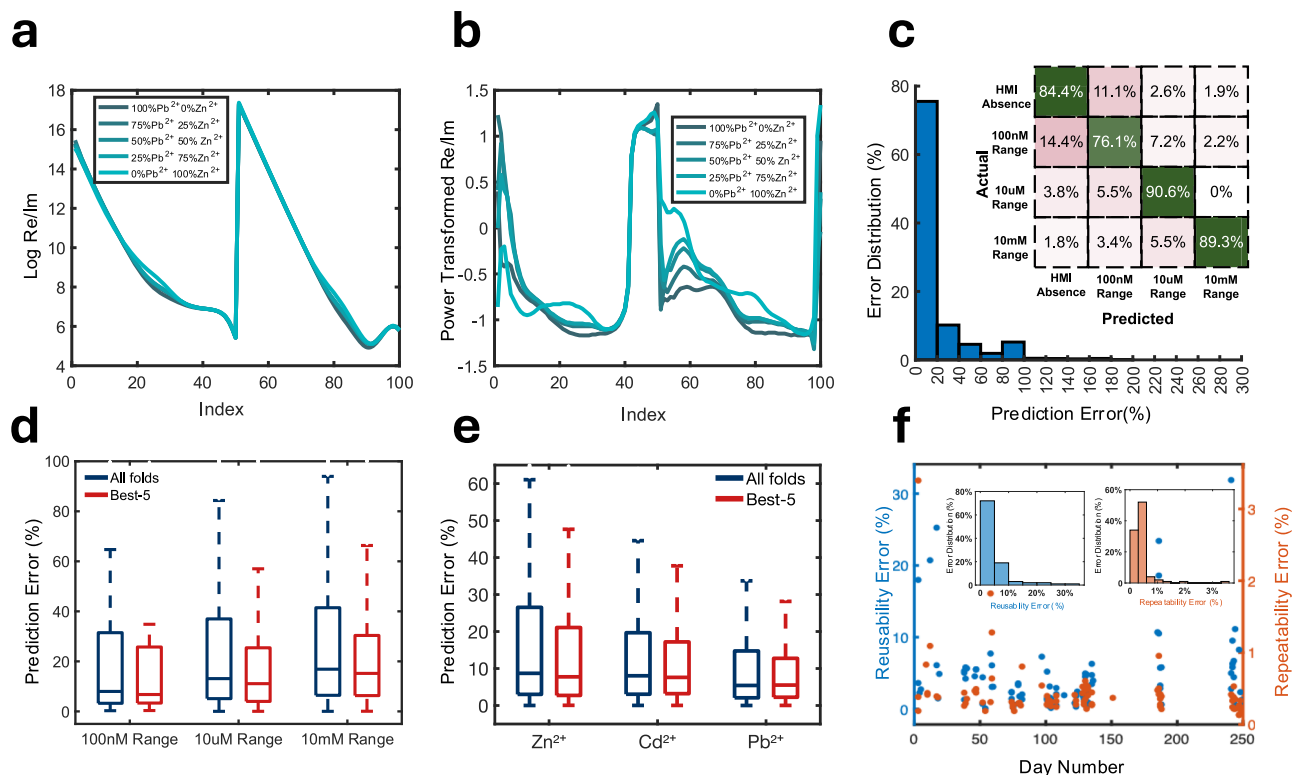 a
18
16
14
12
10
8
6
4
Log Re/Im
100%Pb²⁺0%Zn²⁺
75%Pb²⁺ 25%Zn²⁺
50%Pb²⁺ 50% Zn²⁺
25%Pb²⁺ 75%Zn²⁺
0%Pb²⁺ 100%Zn²⁺
0 20 40 60 80 100
Index
b
1.5
1
0.5
0
-0.5
-1
-1.5
Power Transformed Re/Im
100%Pb²⁺0%Zn²⁺
75%Pb²⁺ 25%Zn²⁺
50%Pb²⁺ 50% Zn²⁺
25%Pb²⁺ 75%Zn²⁺
0%Pb²⁺ 100%Zn²⁺
0 20 40 60 80 100
Index
c
80
60
40
20
0
Error Distribution (%)
0 20 40 60 80 100 120 140 160 180 200 220 240 260 280 300
Prediction Error(%)
Actual
HMI Absence 84.4% 11.1% 2.6% 1.9%
100nM Range 14.4% 76.1% 7.2% 2.2%
10uM Range 3.8% 5.5% 90.6% 0%
10mM Range 1.8% 3.4% 5.5% 89.3%
HMI 100nM 10uM 10mM
Absence Range Range Range
Predicted
d
100
80
60
40
20
0
Prediction Error (%)
All folds
Best-5
100nM Range 10uM Range 10mM Range
e
60
50
40
30
20
10
0
Prediction Error (%)
All folds
Best-5
Zn²⁺ Cd²⁺ Pb²⁺
f
30
20
10
0
Reusability Error (%)
80%
60%
40%
20%
0%
Error Distribution (%)
0 10% 20% 30%
Reusability Error (%)
60%
40%
20%
0%
Error Distribution (%)
0 1% 2% 3%
Repeatability Error (%)
3
2
1
0
Repeatability Error (%)
0 50 100 150 200 250
Day Number